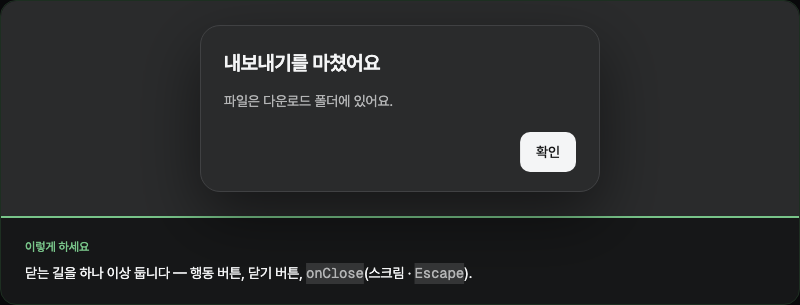 내보내기를 마쳤어요
파일은 다운로드 폴더에 있어요.
확인
이렇게 하세요
닫는 길을 하나 이상 둡니다 — 행동 버튼, 닫기 버튼, onClose(스크림 · Escape).